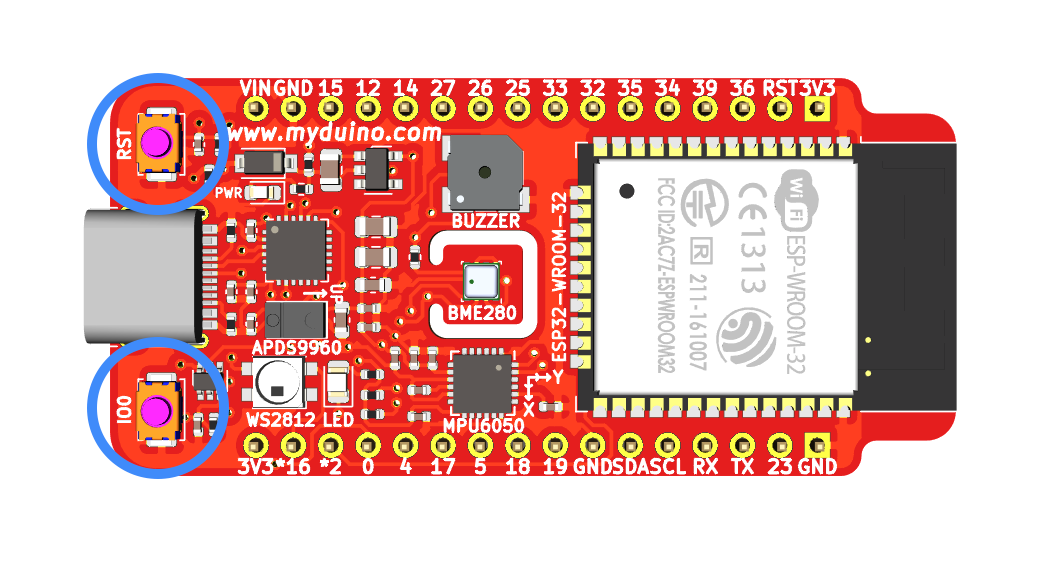 VIN GND 15 12 14 27 26 25 33 32 35 34 39 36 RST 3V3
www.myduino.com
RST
PWR
BUZZER
UP
BME280
APDS9960
WS2812 LED
MPU6050
Y
X
IO0
ESP32-WROOM-32
Wi Fi
ESP-WROOM-32
CE1313
R 211-161007
FCC ID:2AC7Z-ESPWROOM32
3V3 *16 *2 0 4 17 5 18 19 GND SDA SCL RX TX 23 GND